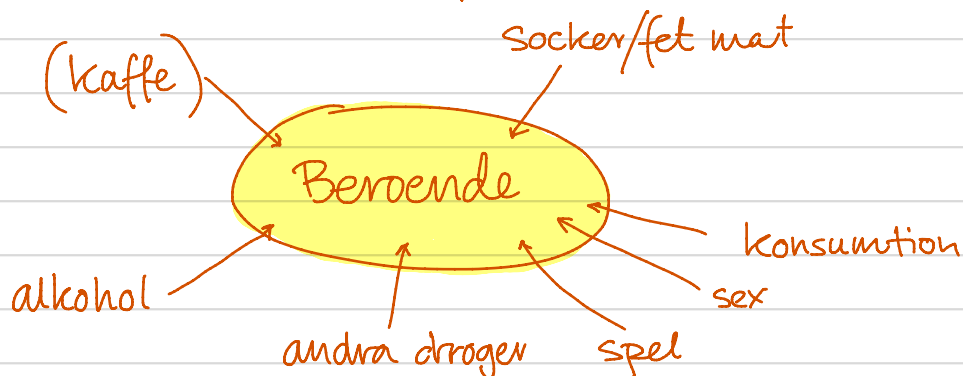 socker/fet mat
(kaffe)
Beroende
konsumtion
alkohol
sex
andra droger
spel